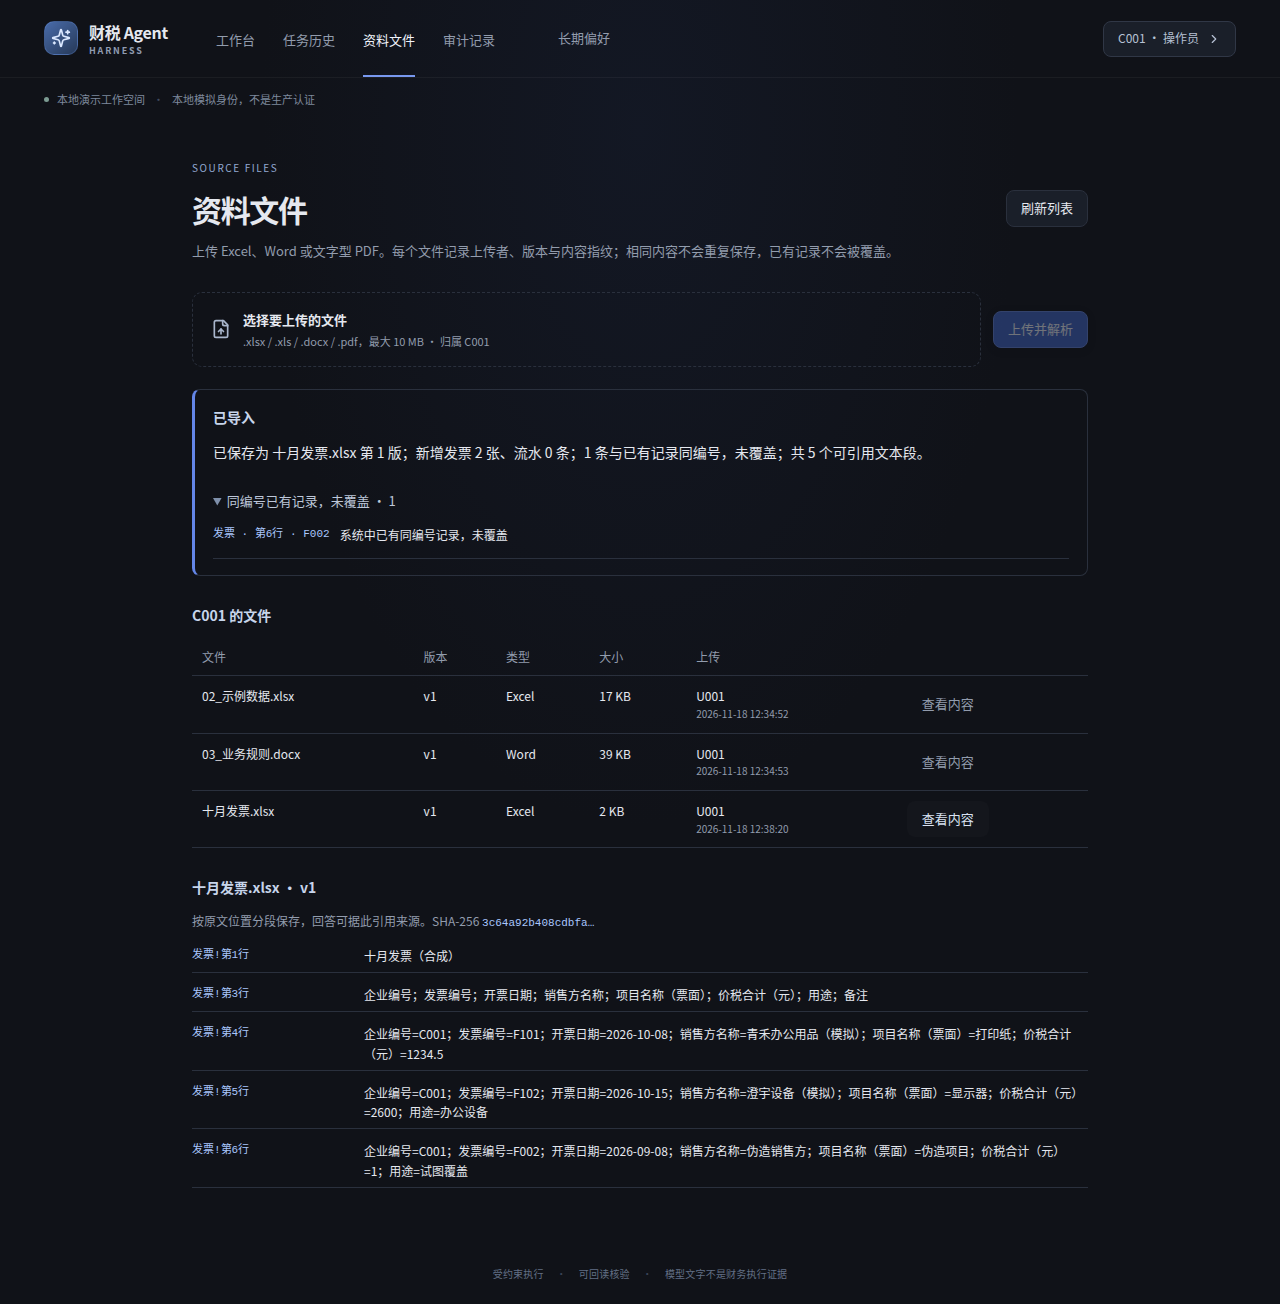 财税 Agent
HARNESS
工作台
任务历史
资料文件
审计记录
长期偏好
C001 · 操作员
本地演示工作空间 · 本地模拟身份，不是生产认证
SOURCE FILES
资料文件
刷新列表
上传 Excel、Word 或文字型 PDF。每个文件记录上传者、版本与内容指纹；相同内容不会重复保存，已有记录不会被覆盖。
选择要上传的文件
.xlsx / .xls / .docx / .pdf，最大 10 MB · 归属 C001
上传并解析
已导入
已保存为 十月发票.xlsx 第 1 版；新增发票 2 张、流水 0 条；1 条与已有记录同编号，未覆盖；共 5 个可引用文本段。
▼ 同编号已有记录，未覆盖 · 1
发票 · 第6行 · F002 系统中已有同编号记录，未覆盖
C001 的文件
文件 版本 类型 大小 上传
02_示例数据.xlsx v1 Excel 17 KB U001
2026-11-18 12:34:52
查看内容
03_业务规则.docx v1 Word 39 KB U001
2026-11-18 12:34:53
查看内容
十月发票.xlsx v1 Excel 2 KB U001
2026-11-18 12:38:20
查看内容
十月发票.xlsx · v1
按原文位置分段保存，回答可据此引用来源。SHA-256 3c64a92b408cdbfa…
发票!第1行 十月发票（合成）
发票!第3行 企业编号；发票编号；开票日期；销售方名称；项目名称（票面）；价税合计（元）；用途；备注
发票!第4行 企业编号=C001；发票编号=F101；开票日期=2026-10-08；销售方名称=青禾办公用品（模拟）；项目名称（票面）=打印纸；价税合计
（元）=1234.5
发票!第5行 企业编号=C001；发票编号=F102；开票日期=2026-10-15；销售方名称=澄宇设备（模拟）；项目名称（票面）=显示器；价税合计（元）
=2600；用途=办公设备
发票!第6行 企业编号=C001；发票编号=F002；开票日期=2026-09-08；销售方名称=伪造销售方；项目名称（票面）=伪造项目；价税合计（元）
=1；用途=试图覆盖
受约束执行 · 可回读核验 · 模型文字不是财务执行证据